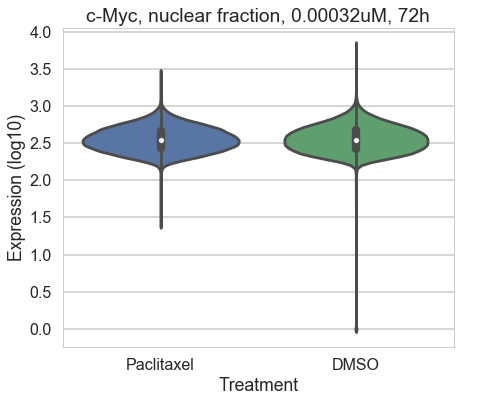 c-Myc, nuclear fraction, 0.00032uM, 72h
4.0
3.5
3.0
2.5
2.0
1.5
1.0
0.5
0.0
Expression (log10)
Paclitaxel DMSO
Treatment